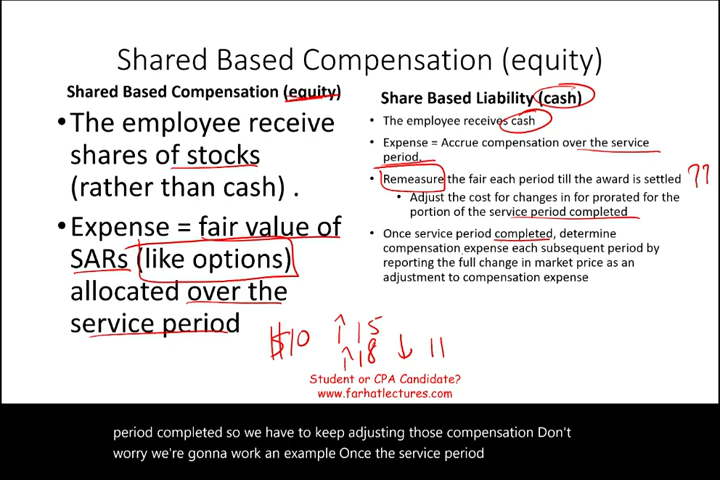 Shared Based Compensation (equity)
Shared Based Compensation (equity)
•The employee receive
shares of stocks
(rather than cash) .
•Expense = fair value of
SARs (like options)
allocated over the
service period
Share Based Liability (cash)
• The employee receives cash
• Expense = Accrue compensation over the service
period.
• Remeasure the fair each period till the award is settled ??
• Adjust the cost for changes in for prorated for the
portion of the service period completed
• Once service period completed, determine
compensation expense each subsequent period by
reporting the full change in market price as an
adjustment to compensation expense
$10 ↑15
↑18 ↓ 11
Student or CPA Candidate?
www.farhatlectures.com
period completed so we have to keep adjusting those compensation Don't
worry we're gonna work an example Once the service period